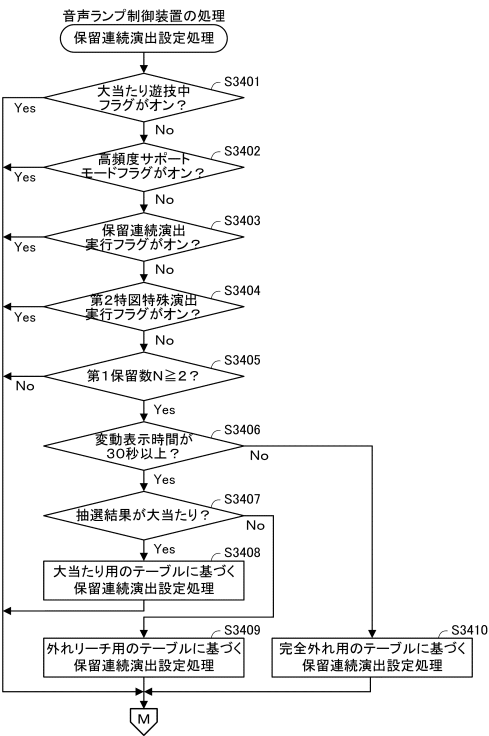 音声ランプ制御装置の処理
保留連続演出設定処理
S3401
大当たり遊技中
フラグがオン？
Yes
No
S3402
高頻度サポート
モードフラグがオン？
Yes
No
S3403
保留連続演出
実行フラグがオン？
Yes
No
S3404
第２特図特殊演出
実行フラグがオン？
Yes
No
S3405
第１保留数Ｎ≧２？
No
Yes
S3406
変動表示時間が
３０秒以上？
No
Yes
S3407
抽選結果が大当たり？
No
Yes
S3408
大当たり用のテーブルに基づく
保留連続演出設定処理
S3409
外れリーチ用のテーブルに基づく
保留連続演出設定処理
S3410
完全外れ用のテーブルに基づく
保留連続演出設定処理
M